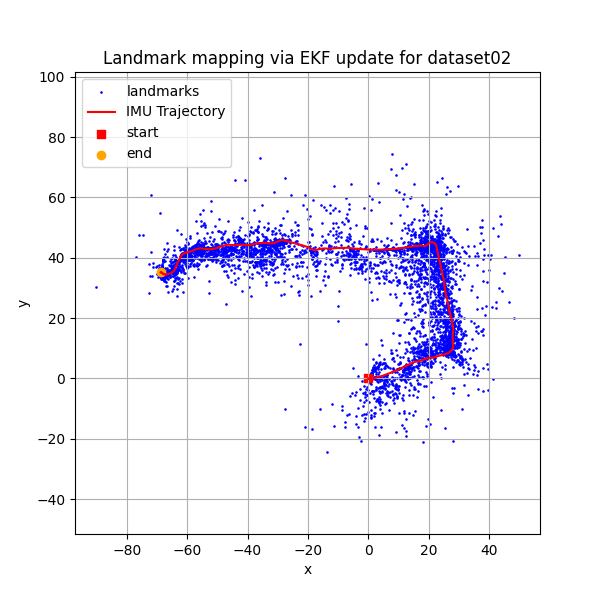 Landmark mapping via EKF update for dataset02
landmarks
IMU Trajectory
start
end
100
80
60
40
20
0
−20
−40
y
−80
−60
−40
−20
0
20
40
x